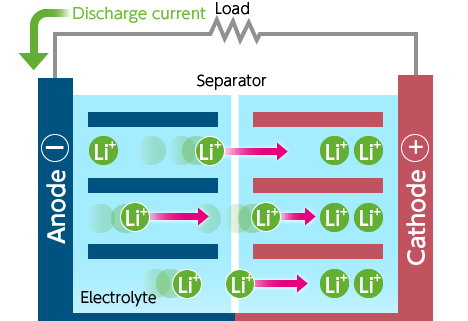 Discharge current
Load
Separator
Anode −
Cathode +
Li+
Li+
Li+ Li+
Li+
Li+
Li+ Li+
Li+
Li+
Li+ Li+
Electrolyte